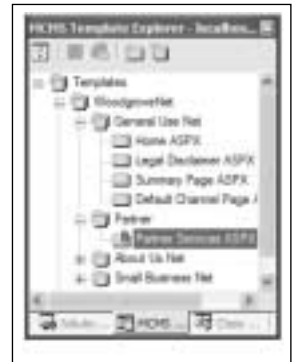 MCMS Template Explorer - localhos...
Templates
WoodgroveNet
General Use Net
Home ASPX
Legal Disclaimer ASPX
Summary Page ASPX
Default Channel Page A
Partner
Partner Services ASPX
About Us Net
Small Business Net
MCMS ...
Class ...